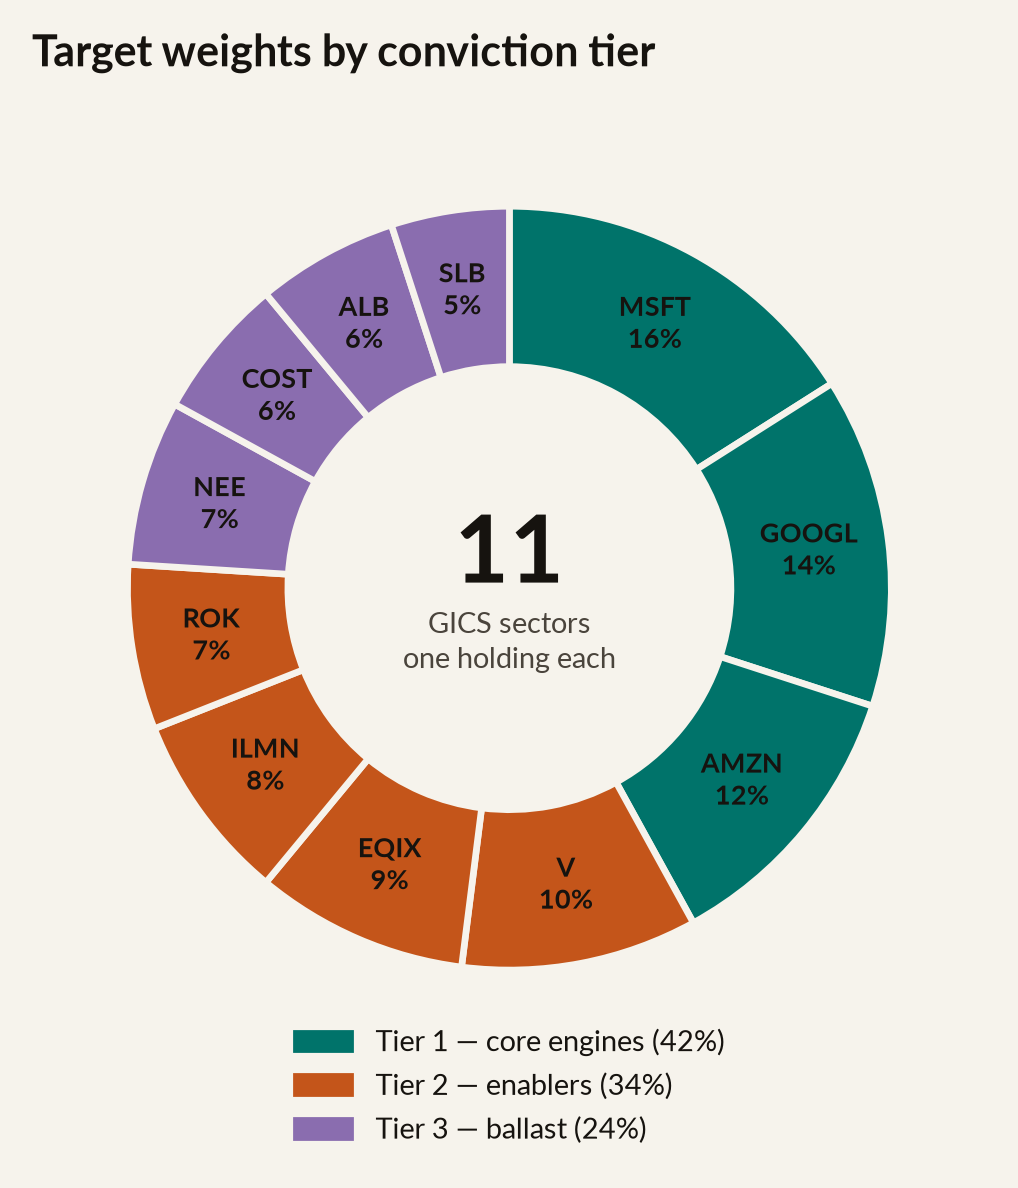 Target weights by conviction tier
SLB
5%
MSFT
16%
ALB
6%
COST
6%
NEE
7%
GOOGL
14%
11
GICS sectors
one holding each
ROK
7%
ILMN
8%
AMZN
12%
EQIX
9%
V
10%
Tier 1 — core engines (42%)
Tier 2 — enablers (34%)
Tier 3 — ballast (24%)